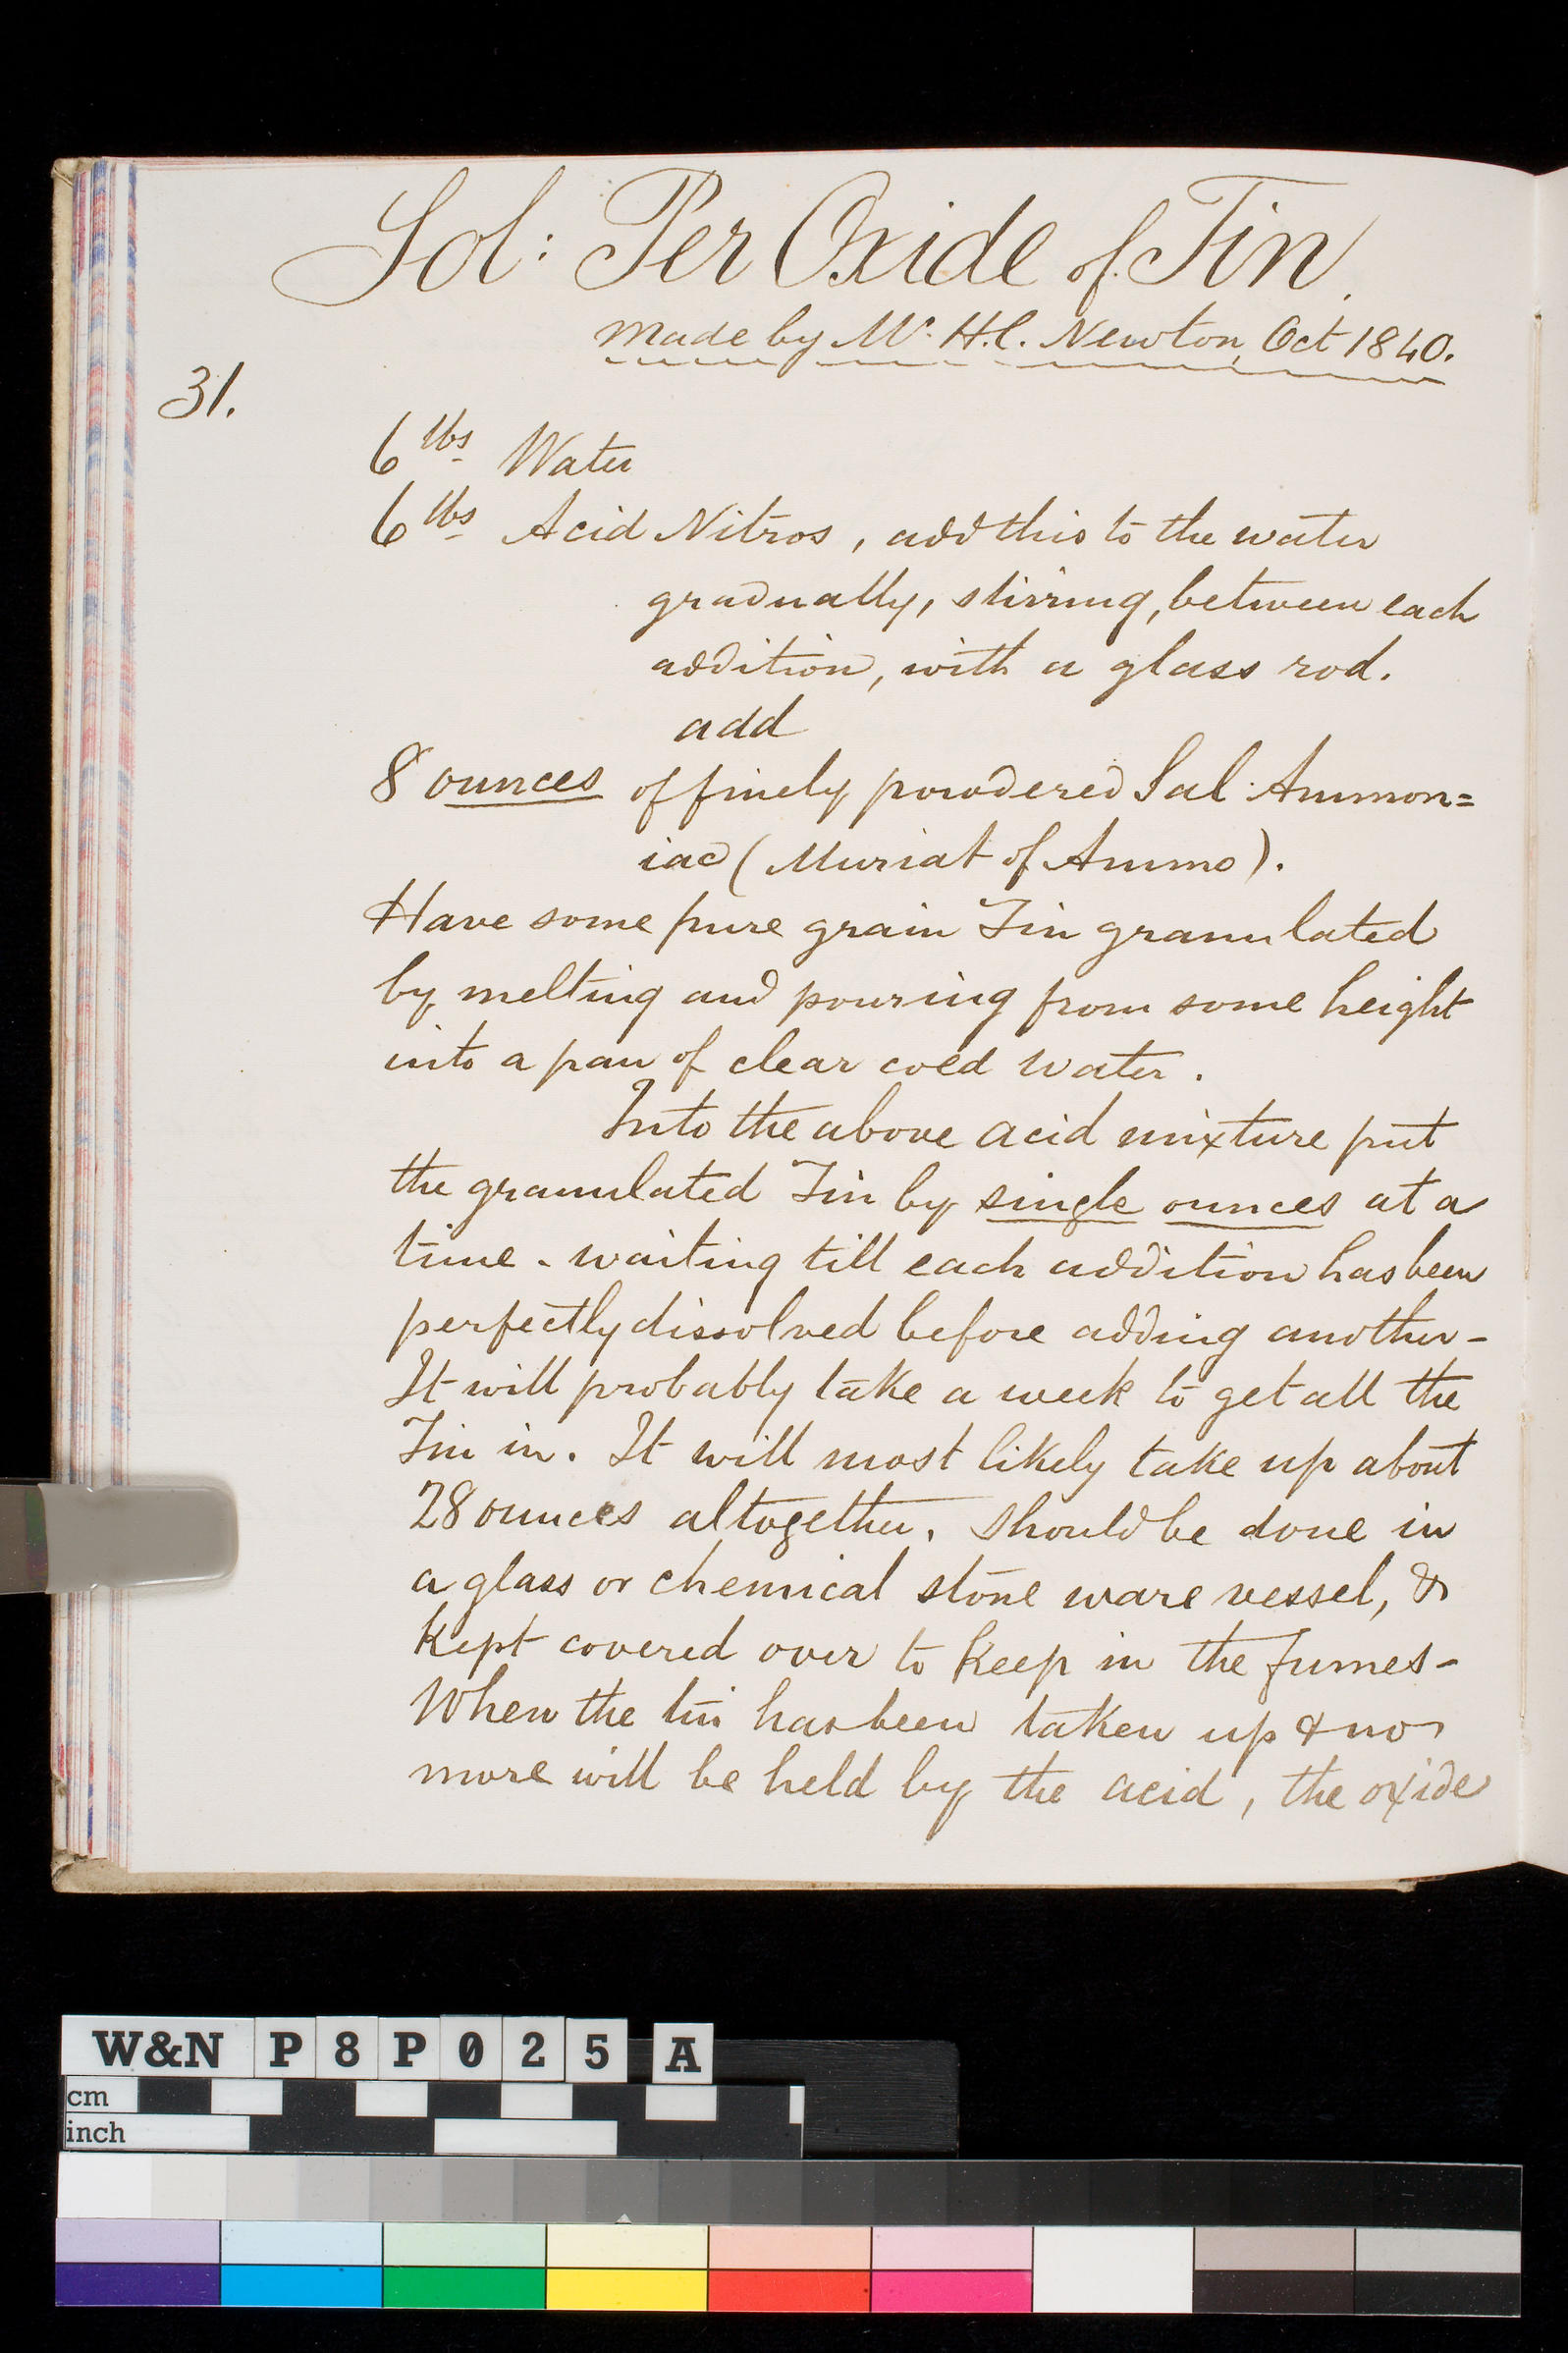 Sol: Per Oxide of Tin.
made by Mr. H.C. Newton, Oct 1840.
31.
6 lbs Water
6 lbs Acid Nitros, add this to the water
gradually, stirring, between each
addition, with a glass rod.
add
8 ounces of finely powdered Sal Ammon=
iac (Muriat of Ammo).
Have some pure grain Tin granulated
by melting and pouring from some height
into a pan of clear cold water.
Into the above acid mixture put
the granulated Tin by single ounces at a
time - waiting till each addition has been
perfectly dissolved before adding another -
It will probably take a week to get all the
Tin in. It will most likely take up about
28 ounces altogether. Should be done in
a glass or chemical stone ware vessel, &
kept covered over to keep in the fumes -
When the tin has been taken up & no
more will be held by the acid, the oxide
W&N P8P025 A
cm
inch